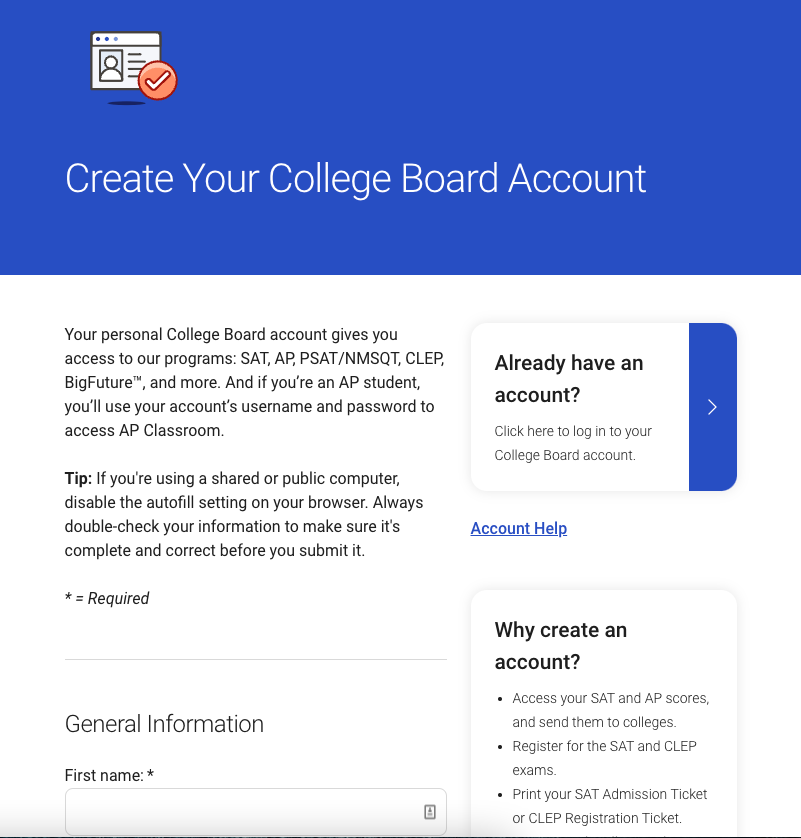 Create Your College Board Account
Your personal College Board account gives you
access to our programs: SAT, AP, PSAT/NMSQT, CLEP,
BigFuture™, and more. And if you’re an AP student,
you’ll use your account’s username and password to
access AP Classroom.
Tip: If you're using a shared or public computer,
disable the autofill setting on your browser. Always
double-check your information to make sure it's
complete and correct before you submit it.
* = Required
General Information
First name: *
Already have an
account?
Click here to log in to your
College Board account.
Account Help
Why create an
account?
• Access your SAT and AP scores,
and send them to colleges.
• Register for the SAT and CLEP
exams.
• Print your SAT Admission Ticket
or CLEP Registration Ticket.